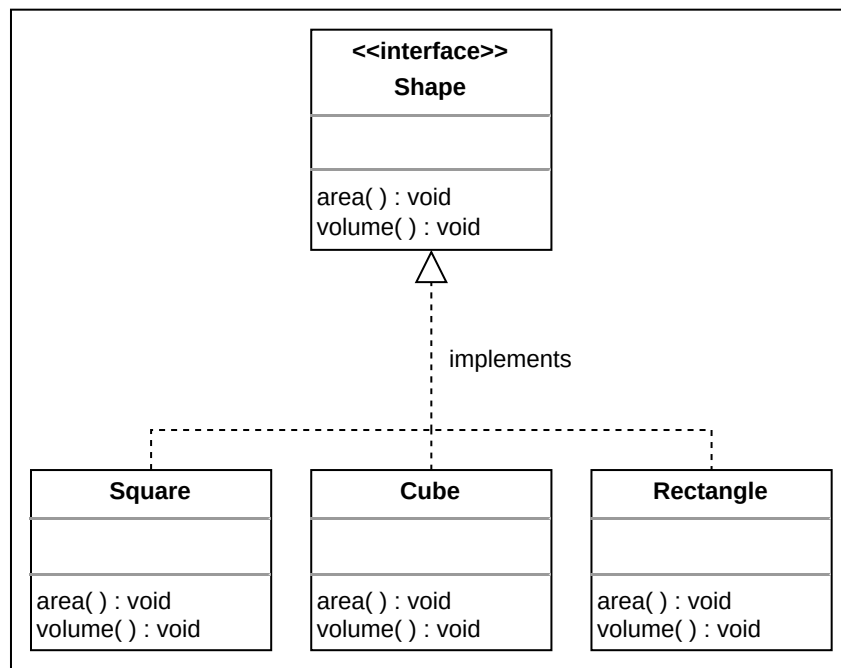 <<interface>>
Shape
area( ) : void
volume( ) : void
implements
Square
Cube
Rectangle
area( ) : void
volume( ) : void
area( ) : void
volume( ) : void
area( ) : void
volume( ) : void